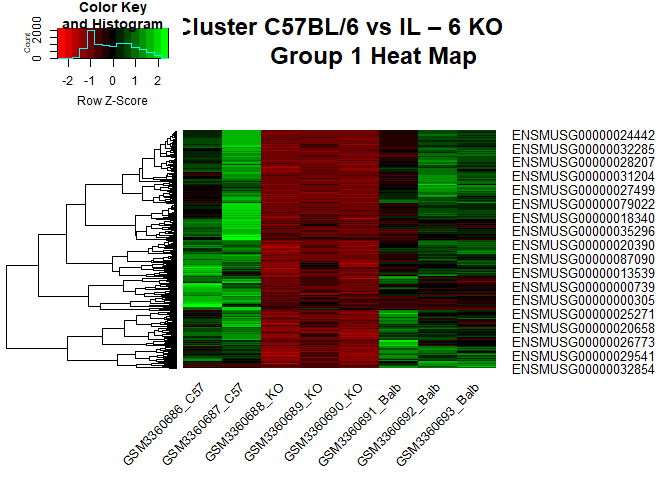 Color Key
and Histogram
Count
0
2000
-2 -1 0 1 2
Row Z-Score
Cluster C57BL/6 vs IL – 6 KO
Group 1 Heat Map
ENSMUSG00000024442
ENSMUSG00000032285
ENSMUSG00000028207
ENSMUSG00000031204
ENSMUSG00000027499
ENSMUSG00000079022
ENSMUSG00000018340
ENSMUSG00000035296
ENSMUSG00000020390
ENSMUSG00000087090
ENSMUSG00000013539
ENSMUSG00000000739
ENSMUSG00000000305
ENSMUSG00000025271
ENSMUSG00000020658
ENSMUSG00000026773
ENSMUSG00000029541
ENSMUSG00000032854
GSM3360686_C57
GSM3360687_C57
GSM3360688_KO
GSM3360689_KO
GSM3360690_KO
GSM3360691_Balb
GSM3360692_Balb
GSM3360693_Balb